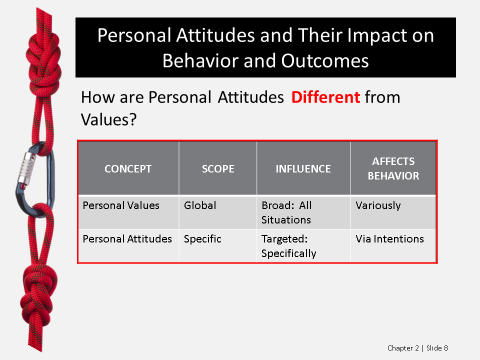 Personal Attitudes and Their Impact on
Behavior and Outcomes
How are Personal Attitudes Different from
Values?
CONCEPT SCOPE INFLUENCE AFFECTS BEHAVIOR
Personal Values Global Broad: All Situations Variously
Personal Attitudes Specific Targeted: Specifically Via Intentions
Chapter 2 | Slide 8